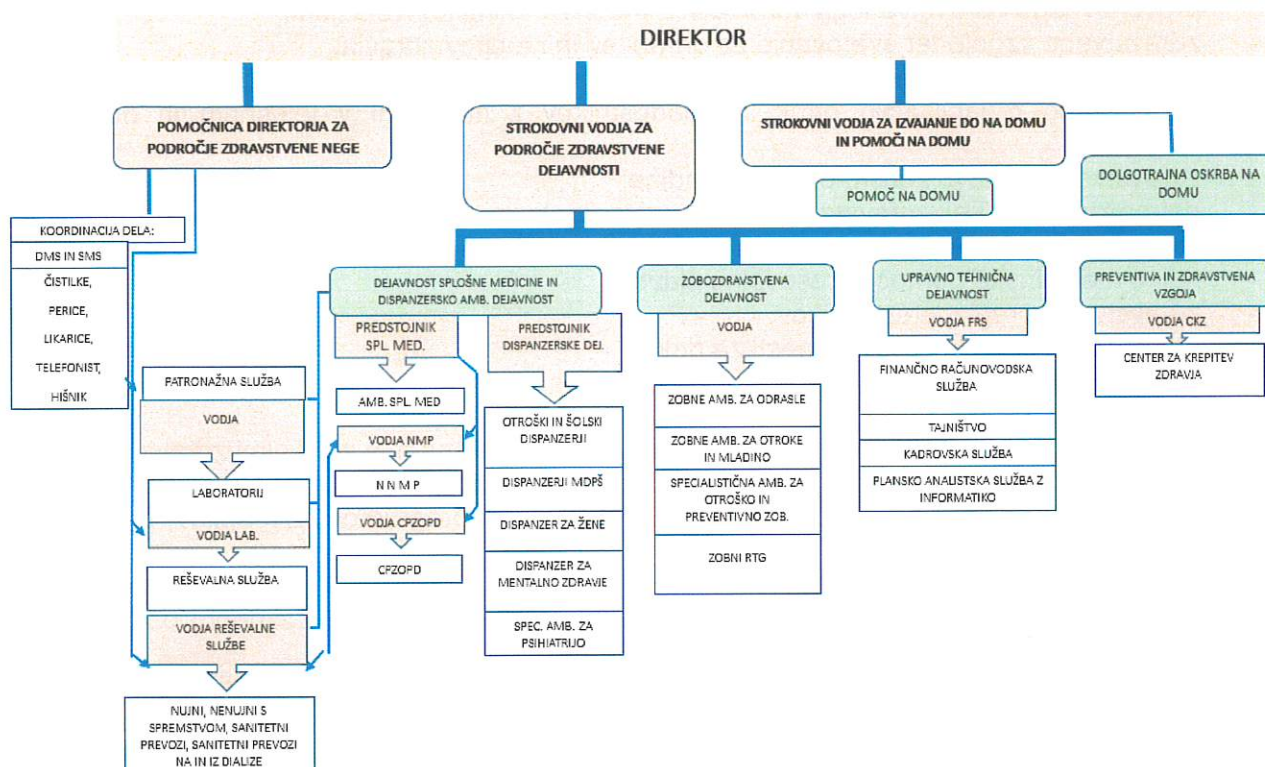 DIREKTOR
POMOČNICA DIREKTORJA ZA
PODROČJE ZDRAVSTVENE NEGE
STROKOVNI VODJA ZA
PODROČJE ZDRAVSTVENE
DEJAVNOSTI
STROKOVNI VODJA ZA IZVAJANJE DO NA DOMU
IN POMOČI NA DOMU
POMOČ NA DOMU
DOLGOTRAJNA OSKRBA NA
DOMU
KOORDINACIJA DELA:
DMS IN SMS
ČISTILKE,
PERICE,
LIKARICE,
TELEFONIST,
HIŠNIK
PATRONAŽNA SLUŽBA
VODJA
LABORATORIJ
VODJA LAB.
REŠEVALNA SLUŽBA
VODJA REŠEVALNE
SLUŽBE
NUJNI, NENUJNI S
SPREMSTVOM, SANITETNI
PREVOZI, SANITETNI PREVOZI
NA IN IZ DIALIZE
DEJAVNOST SPLOŠNE MEDICINE IN
DISPANZERSKO AMB. DEJAVNOST
PREDSTOJNIK
SPL. MED.
AMB. SPL. MED
VODJA NMP
N N M P
VODJA CPZOPD
CPZOPD
PREDSTOJNIK
DISPANZERSKE DEJ.
OTROŠKI IN ŠOLSKI
DISPANZERJI
DISPANZERJI MDPŠ
DISPANZER ZA ŽENE
DISPANZER ZA
MENTALNO ZDRAVJE
SPEC. AMB. ZA
PSIHIATRIJO
ZOBOZDRAVSTVENA
DEJAVNOST
VODJA
ZOBNE AMB. ZA ODRASLE
ZOBNE AMB. ZA OTROKE
IN MLADINO
SPECIALISTIČNA AMB. ZA
OTROŠKO IN
PREVENTIVNO ZOB.
ZOBNI RTG
UPRAVNO TEHNIČNA
DEJAVNOST
VODJA FRS
FINANČNO RAČUNOVODSKA
SLUŽBA
TAJNIŠTVO
KADROVSKA SLUŽBA
PLANSKO ANALISTSKA SLUŽBA Z
INFORMATIKO
PREVENTIVA IN ZDRAVSTVENA
VZGOJA
VODJA CKZ
CENTER ZA KREPITEV
ZDRAVJA